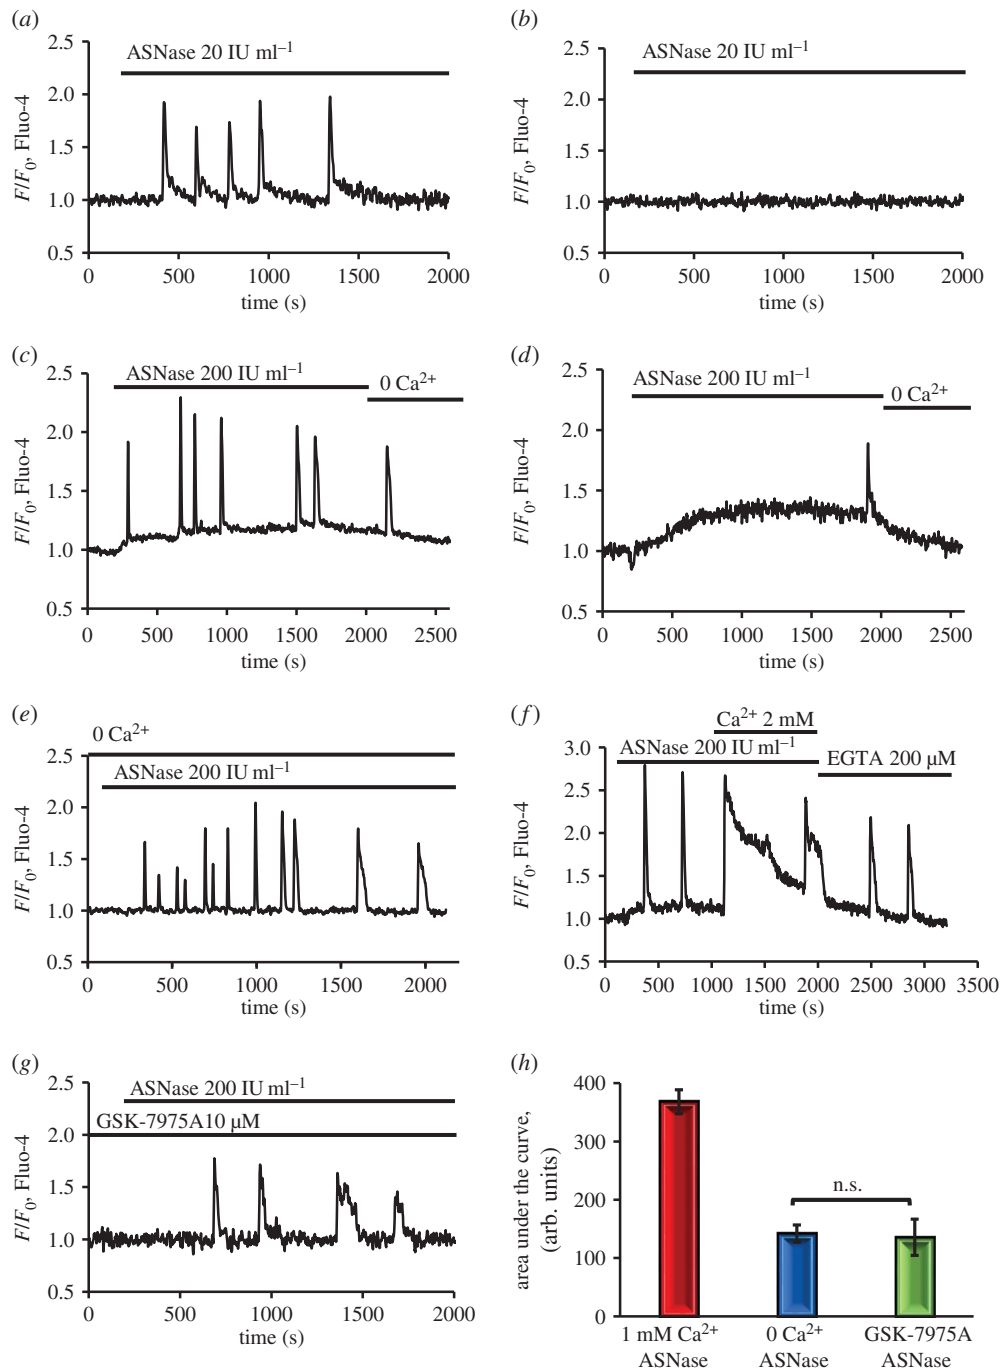 (a)
2.5
ASNase 20 IU ml⁻¹
2.0
1.5
1.0
0.5
F/F₀, Fluo-4
0 500 1000 1500 2000
time (s)
(b)
2.5
ASNase 20 IU ml⁻¹
2.0
1.5
1.0
0.5
F/F₀, Fluo-4
0 500 1000 1500 2000
time (s)
(c)
2.5
ASNase 200 IU ml⁻¹
0 Ca²⁺
2.0
1.5
1.0
0.5
F/F₀, Fluo-4
0 500 1000 1500 2000 2500
time (s)
(d)
2.5
ASNase 200 IU ml⁻¹
0 Ca²⁺
2.0
1.5
1.0
0.5
F/F₀, Fluo-4
0 500 1000 1500 2000 2500
time (s)
(e)
0 Ca²⁺
2.5
ASNase 200 IU ml⁻¹
2.0
1.5
1.0
0.5
F/F₀, Fluo-4
0 500 1000 1500 2000
time (s)
(f)
Ca²⁺ 2 mM
3.0
ASNase 200 IU ml⁻¹
EGTA 200 µM
2.5
2.0
1.5
1.0
0.5
F/F₀, Fluo-4
0 500 1000 1500 2000 2500 3000 3500
time (s)
(g)
2.5
ASNase 200 IU ml⁻¹
GSK-7975A10 µM
2.0
1.5
1.0
0.5
F/F₀, Fluo-4
0 500 1000 1500 2000
time (s)
(h)
400
300
200
100
0
area under the curve,
(arb. units)
n.s.
1 mM Ca²⁺
ASNase
0 Ca²⁺
ASNase
GSK-7975A
ASNase